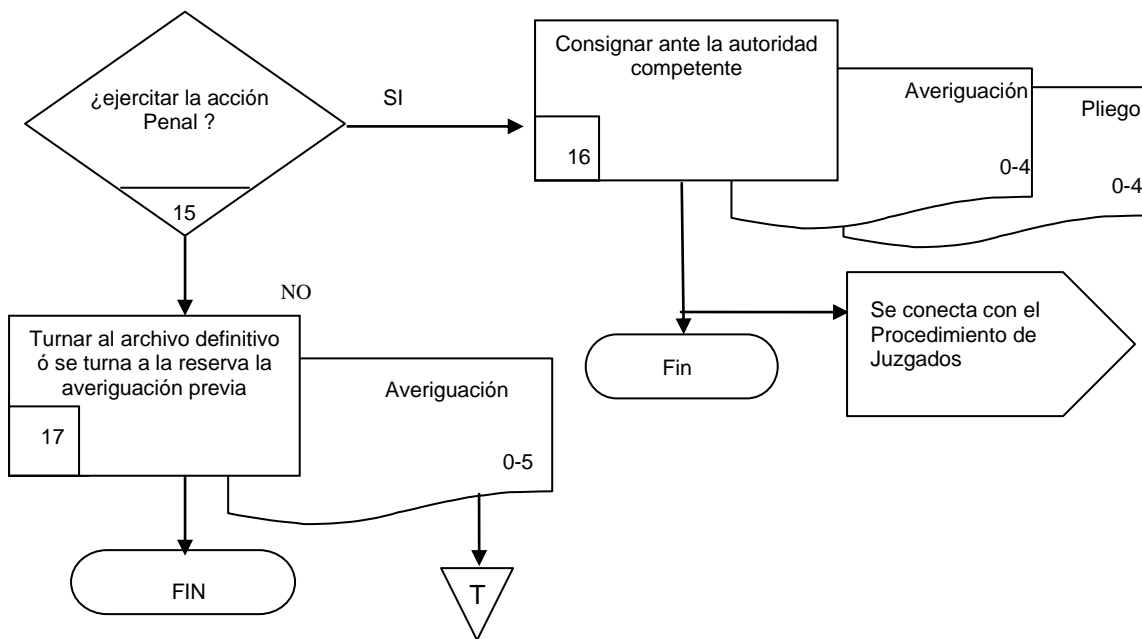 ¿ejercitar la acción
Penal ?
15
SI
Consignar ante la autoridad
competente
16
Averiguación
0-4
Pliego
0-4
NO
Turnar al archivo definitivo
ó se turna a la reserva la
averiguación previa
17
Averiguación
0-5
Fin
Se conecta con el
Procedimiento de
Juzgados
FIN
T